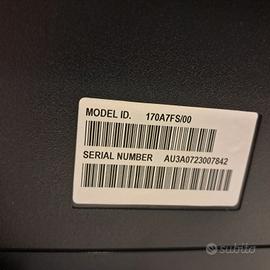 MODEL ID. 170A7FS/00
SERIAL NUMBER AU3A0723007842
subito